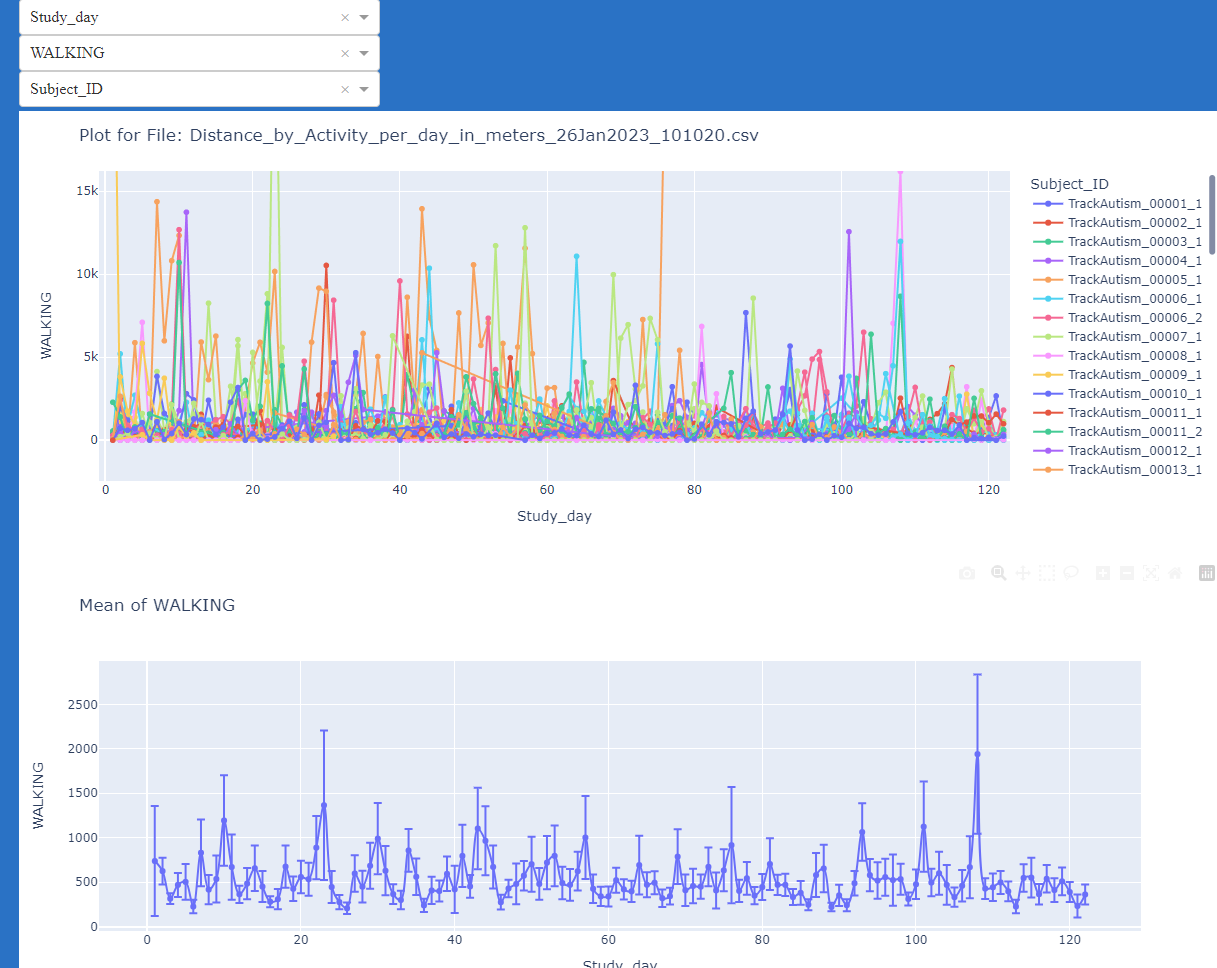 Study_day
WALKING
Subject_ID
Plot for File: Distance_by_Activity_per_day_in_meters_26Jan2023_101020.csv
15k
10k
5k
0
WALKING
0 20 40 60 80 100 120
Study_day
Subject_ID
TrackAutism_00001_1
TrackAutism_00002_1
TrackAutism_00003_1
TrackAutism_00004_1
TrackAutism_00005_1
TrackAutism_00006_1
TrackAutism_00006_2
TrackAutism_00007_1
TrackAutism_00008_1
TrackAutism_00009_1
TrackAutism_00010_1
TrackAutism_00011_1
TrackAutism_00011_2
TrackAutism_00012_1
TrackAutism_00013_1
Mean of WALKING
2500
2000
1500
1000
500
0
WALKING
0 20 40 60 80 100 120
Study_day